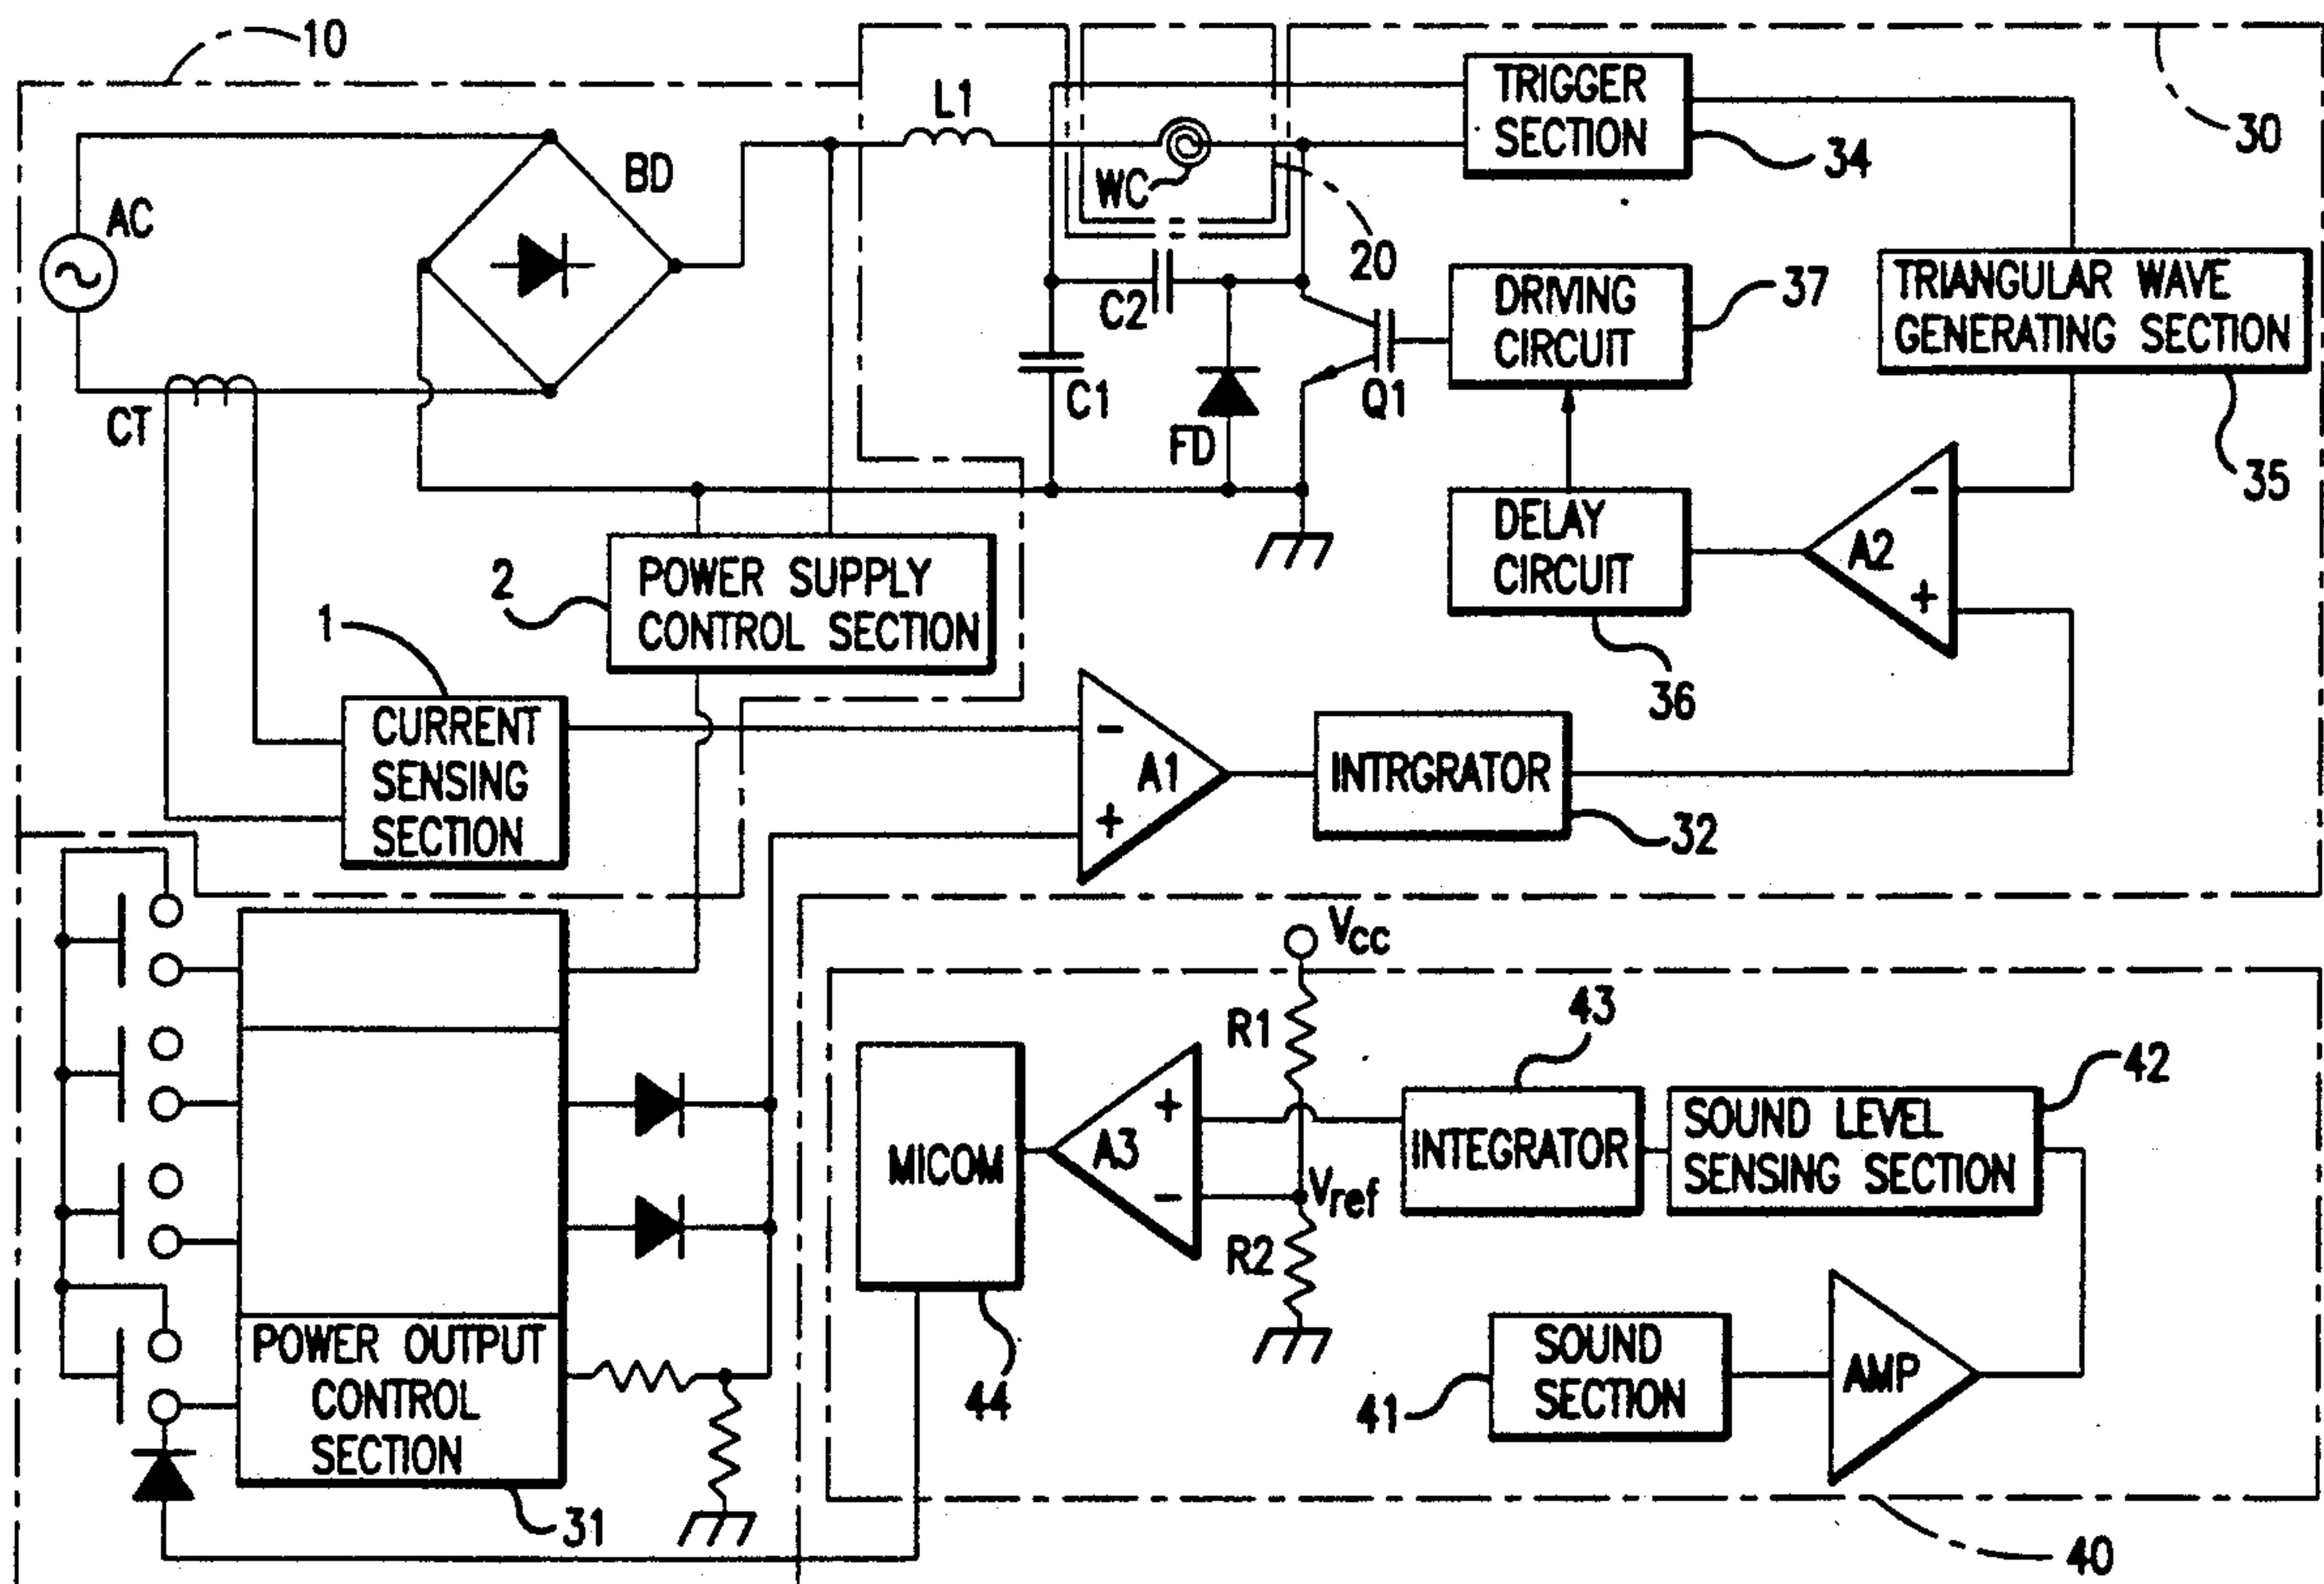 10
L1
TRIGGER
SECTION
34
30
AC
BD
WC
20
C2
DRIVING
CIRCUIT
37
TRIANGULAR WAVE
GENERATING SECTION
35
CT
C1
FD
Q1
2
POWER SUPPLY
CONTROL SECTION
DELAY
CIRCUIT
36
-
A2
+
1
CURRENT
SENSING
SECTION
-
A1
+
INTRGRATOR
32
Vcc
R1
43
42
MICOM
44
+
A3
-
Vref
R2
INTEGRATOR
SOUND LEVEL
SENSING SECTION
POWER OUTPUT
CONTROL
SECTION
31
41
SOUND
SECTION
AMP
40